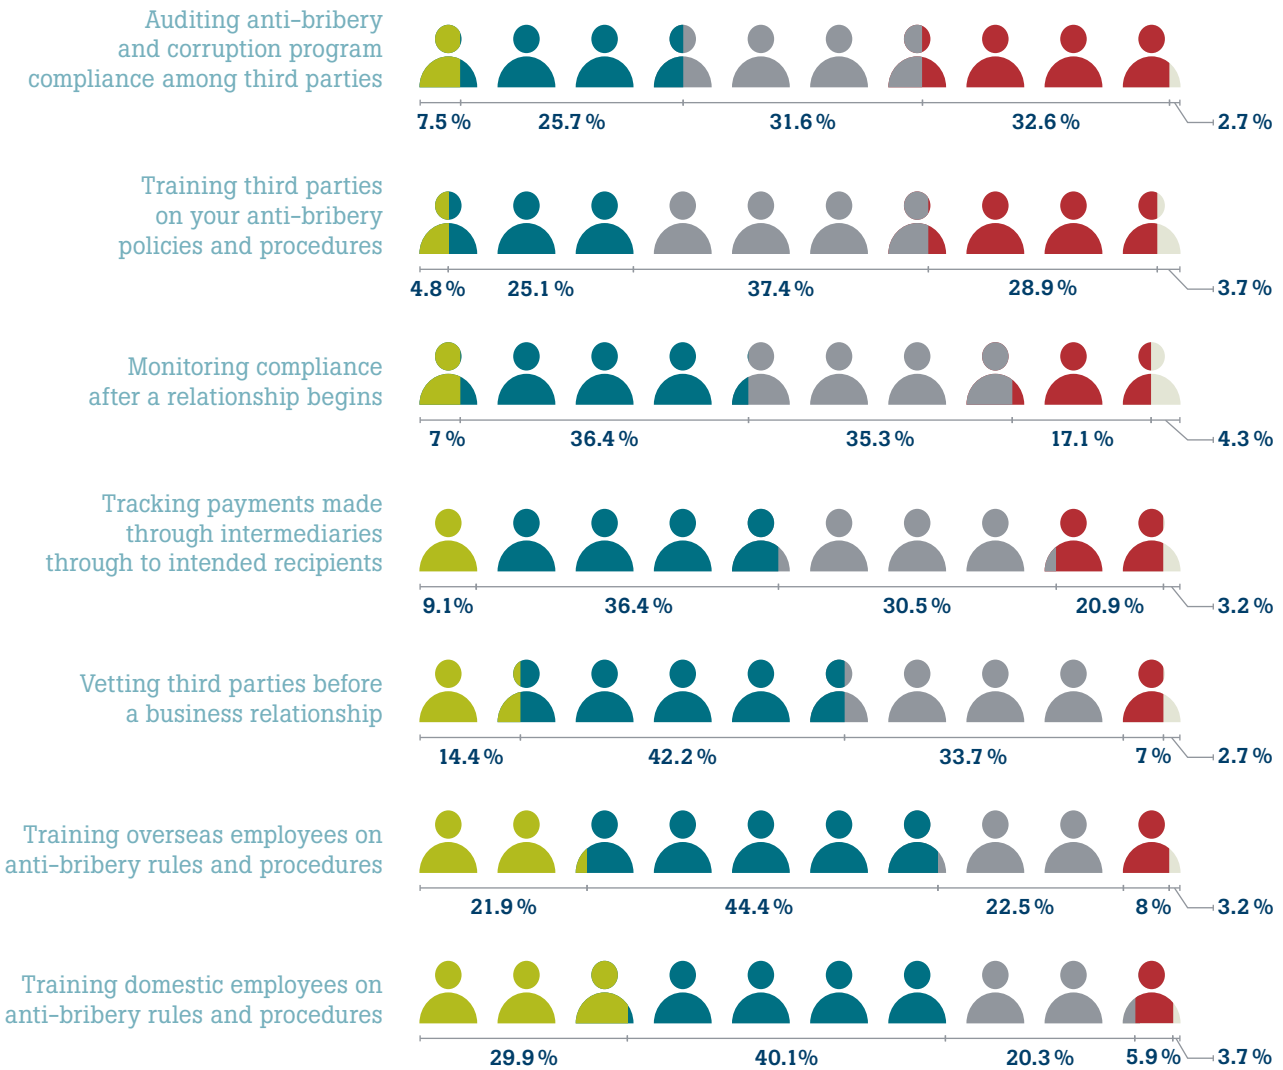 Auditing anti-bribery
and corruption program
compliance among third parties
7.5 % 25.7 % 31.6 % 32.6 % 2.7 %
Training third parties
on your anti-bribery
policies and procedures
4.8 % 25.1 % 37.4 % 28.9 % 3.7 %
Monitoring compliance
after a relationship begins
7 % 36.4 % 35.3 % 17.1 % 4.3 %
Tracking payments made
through intermediaries
through to intended recipients
9.1 % 36.4 % 30.5 % 20.9 % 3.2 %
Vetting third parties before
a business relationship
14.4 % 42.2 % 33.7 % 7 % 2.7 %
Training overseas employees on
anti-bribery rules and procedures
21.9 % 44.4 % 22.5 % 8 % 3.2 %
Training domestic employees on
anti-bribery rules and procedures
29.9 % 40.1 % 20.3 % 5.9 % 3.7 %